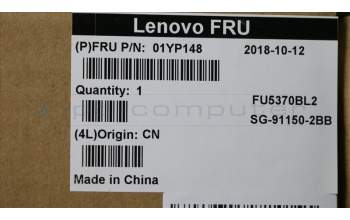 Lenovo FRU
(P)FRU P/N: 01YP148 2018-10-12
Quantity: 1
FU5370BL2
SG-91150-2BB
(4L)Origin: CN
Made in China